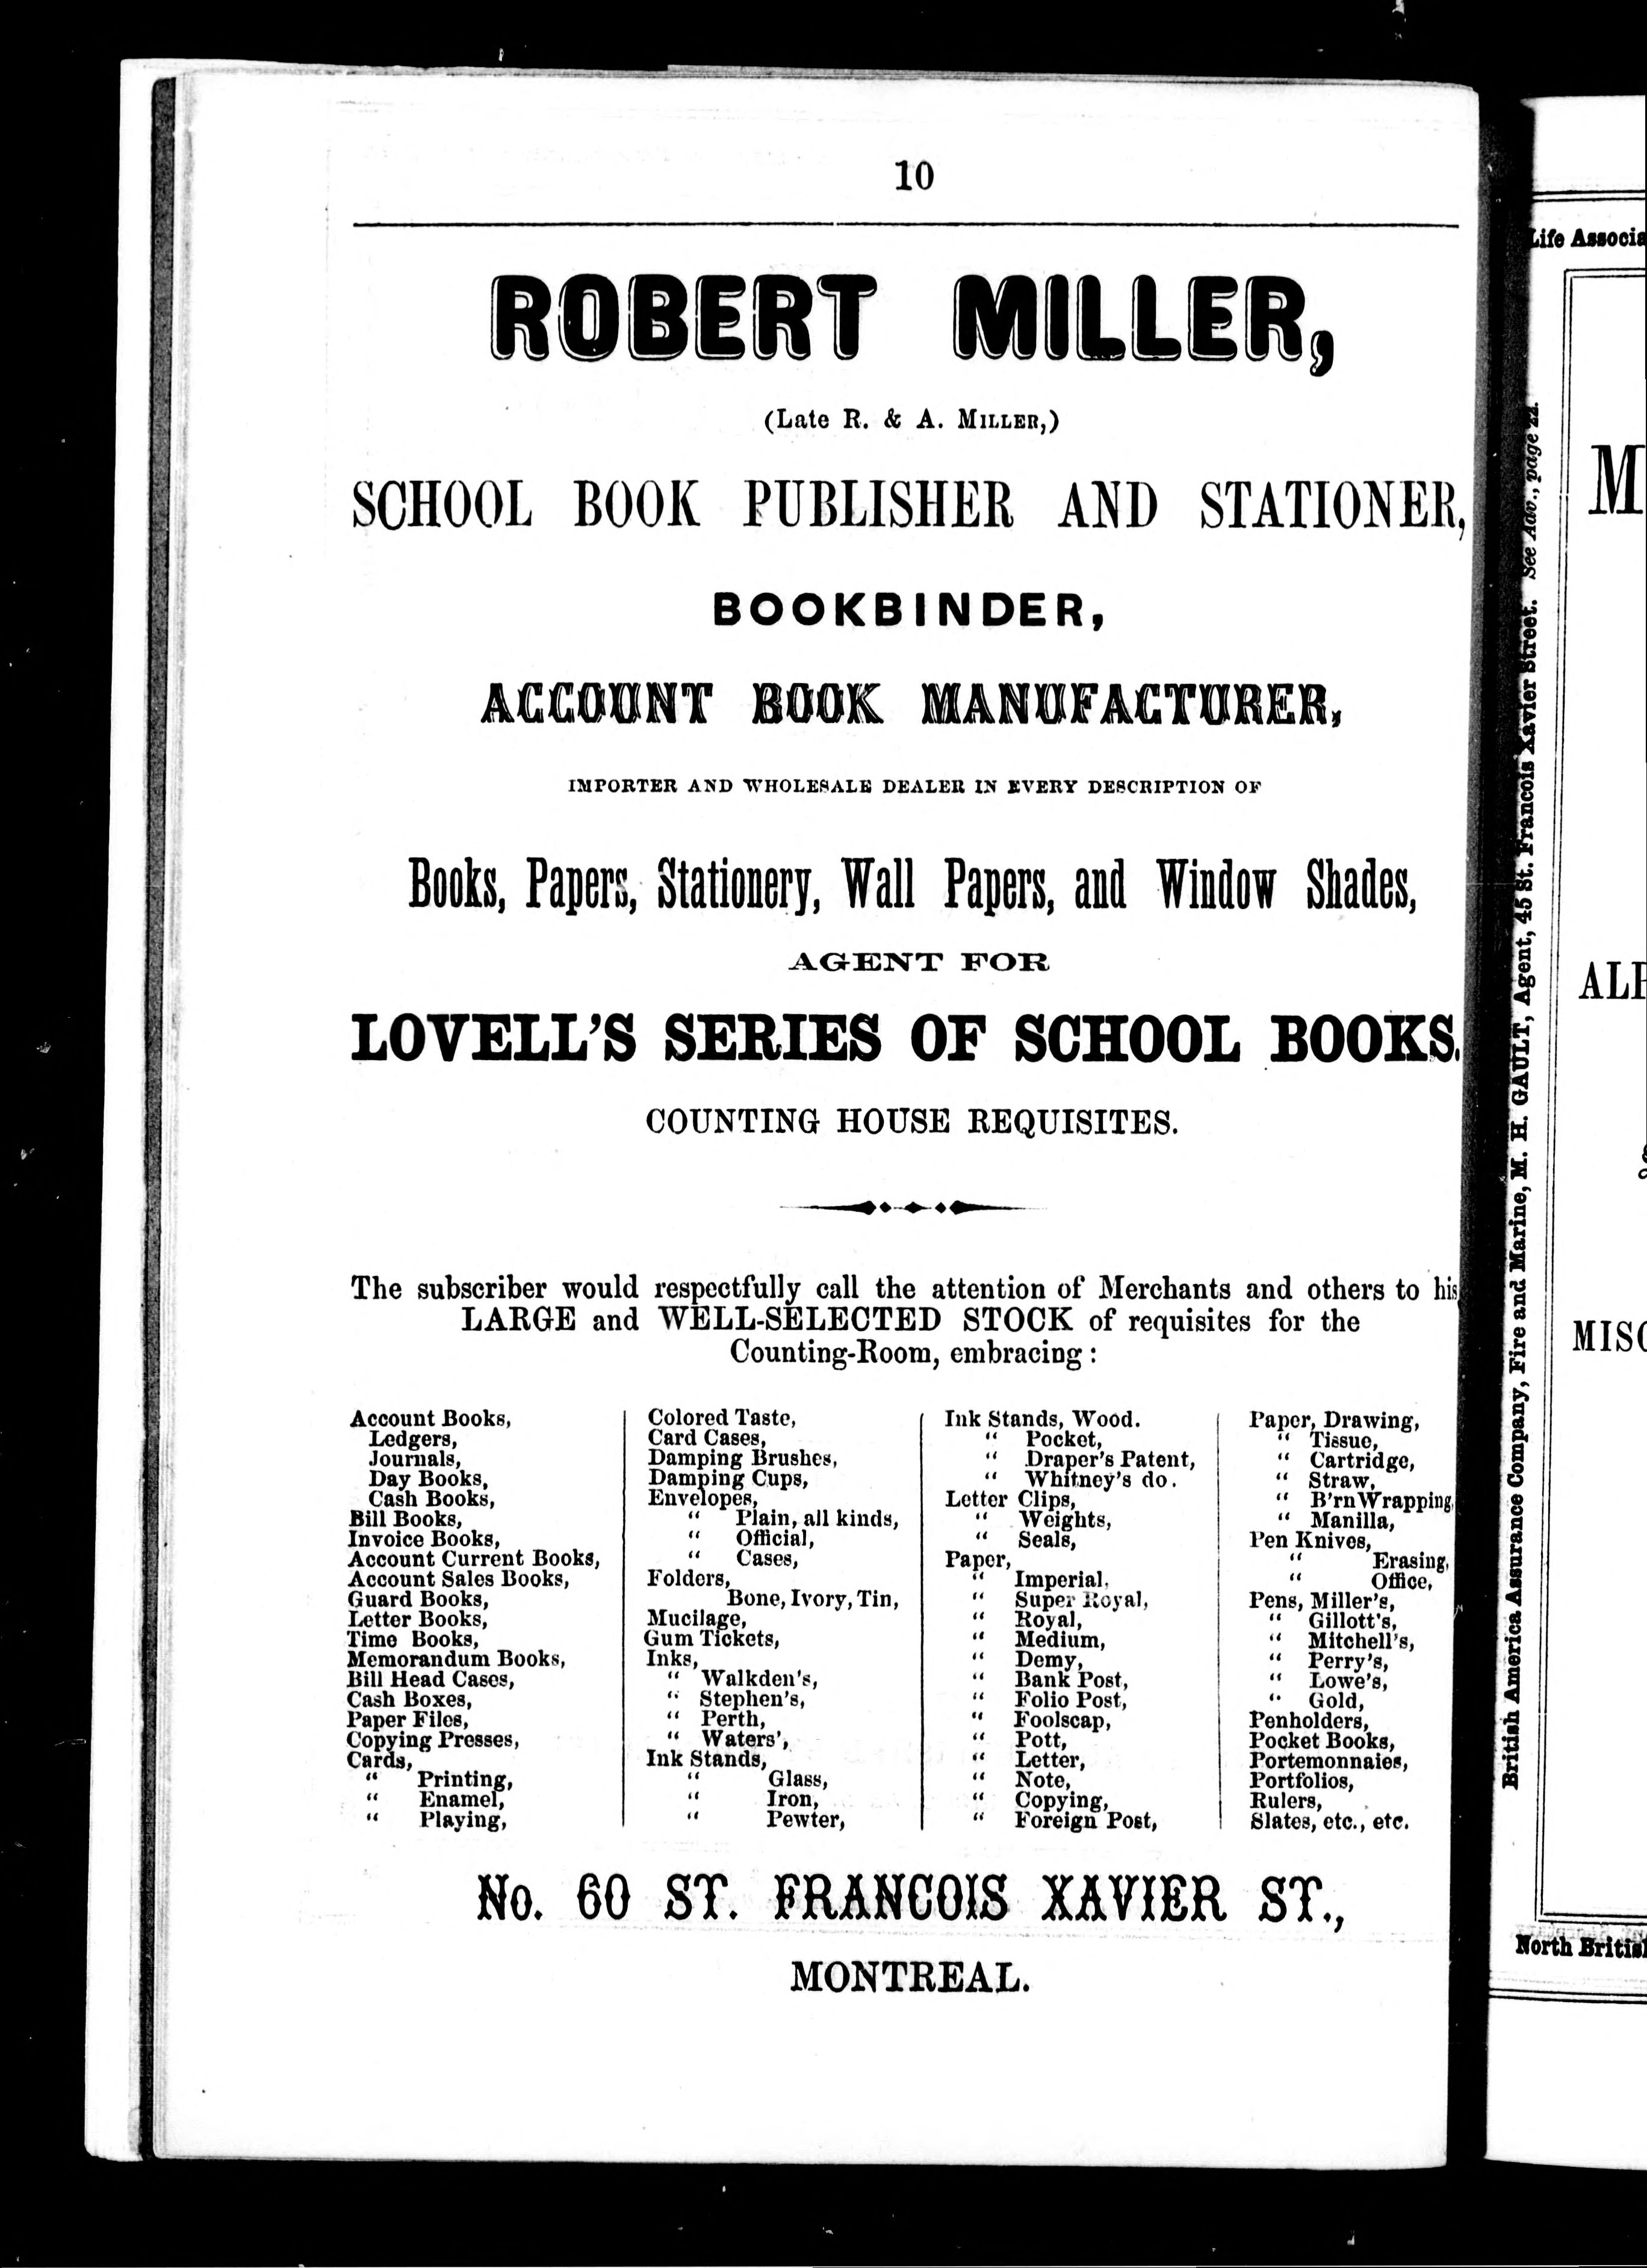 10
ROBERT MILLER,
(Late R. & A. MILLER,)
SCHOOL BOOK PUBLISHER AND STATIONER,
BOOKBINDER,
ACCOUNT BOOK MANUFACTURER,
IMPORTER AND WHOLESALE DEALER IN EVERY DESCRIPTION OF
Books, Papers, Stationery, Wall Papers, and Window Shades,
AGENT FOR
LOVELL'S SERIES OF SCHOOL BOOKS.
COUNTING HOUSE REQUISITES.
The subscriber would respectfully call the attention of Merchants and others to his
LARGE and WELL-SELECTED STOCK of requisites for the
Counting-Room, embracing :
Account Books,
Ledgers,
Journals,
Day Books,
Cash Books,
Bill Books,
Invoice Books,
Account Current Books,
Account Sales Books,
Guard Books,
Letter Books,
Time Books,
Memorandum Books,
Bill Head Cases,
Cash Boxes,
Paper Files,
Copying Presses,
Cards,
" Printing,
" Enamel,
" Playing,
Colored Taste,
Card Cases,
Damping Brushes,
Damping Cups,
Envelopes,
" Plain, all kinds,
" Official,
" Cases,
Folders,
Bone, Ivory, Tin,
Mucilage,
Gum Tickets,
Inks,
" Walkden's,
" Stephen's,
" Perth,
" Waters',
Ink Stands,
" Glass,
" Iron,
" Pewter,
Ink Stands, Wood.
" Pocket,
" Draper's Patent,
" Whitney's do.
Letter Clips,
" Weights,
" Seals,
Paper,
" Imperial,
" Super Royal,
" Royal,
" Medium,
" Demy,
" Bank Post,
" Folio Post,
" Foolscap,
" Pott,
" Letter,
" Note,
" Copying,
" Foreign Post,
Paper, Drawing,
" Tissue,
" Cartridge,
" Straw,
" B'rn Wrapping,
" Manilla,
Pen Knives,
" Erasing,
" Office,
Pens, Miller's,
" Gillott's,
" Mitchell's,
" Perry's,
" Lowe's,
" Gold,
Penholders,
Pocket Books,
Portemonnaies,
Portfolios,
Rulers,
Slates, etc., etc.
No. 60 ST. FRANCOIS XAVIER ST.,
MONTREAL.
British America Assurance Company, Fire and Marine, M. H. GAULT, Agent, 45 St. Francois Xavier Street. See Adv., page 22.
Life Associa
M
ALP
MISC
North British